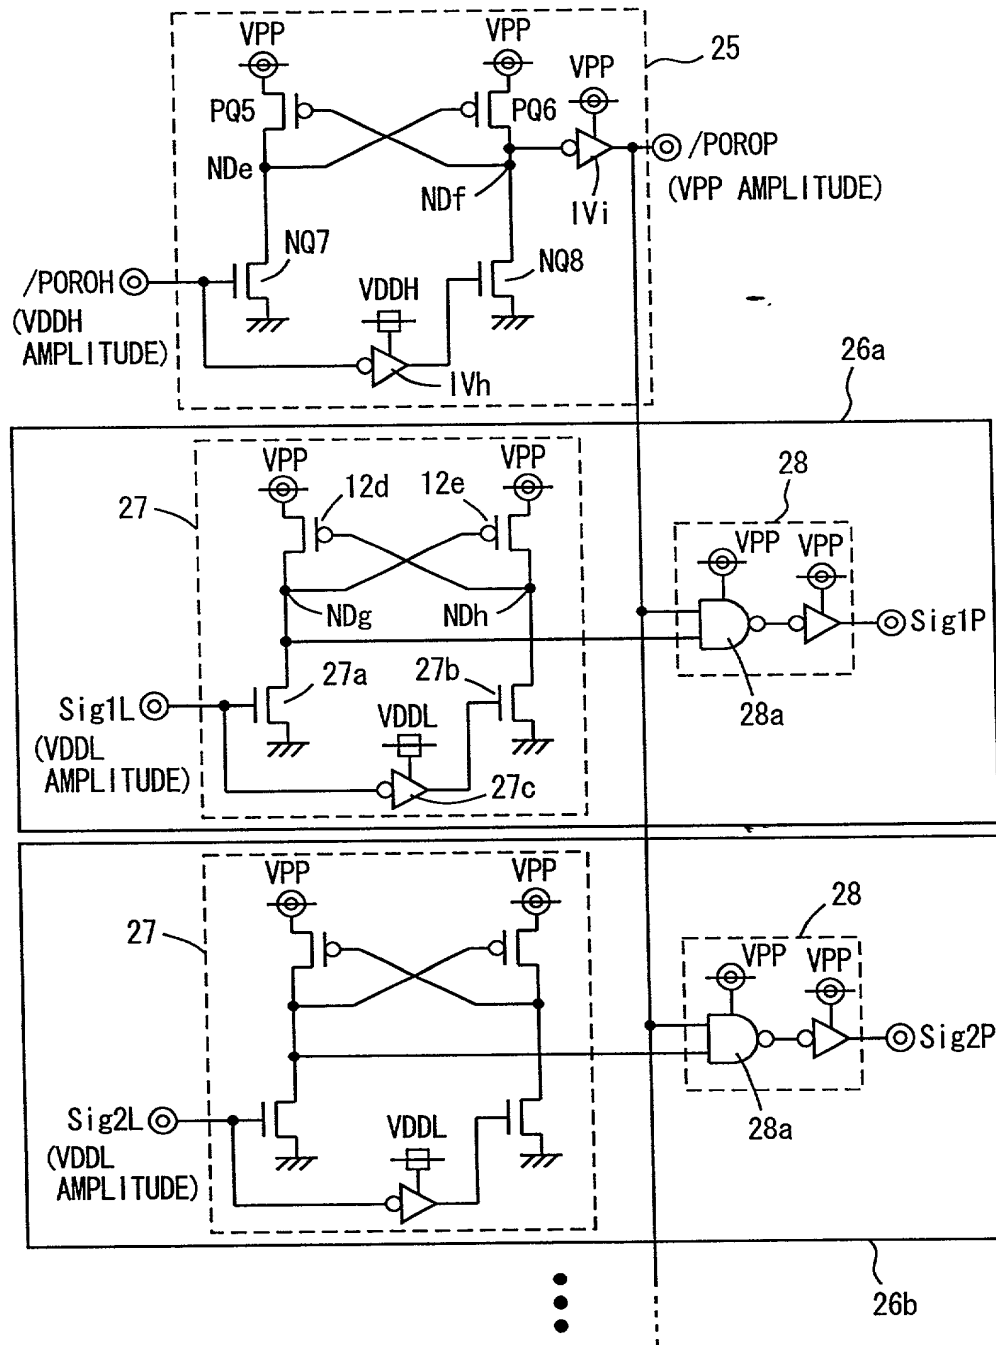 VPP
VPP
VPP
25
PQ5
PQ6
NDe
NDf
IVi
/POROP
(VPP AMPLITUDE)
NQ7
NQ8
/POROH
(VDDH
AMPLITUDE)
VDDH
IVh
26a
27
VPP
VPP
12d
12e
28
VPP
VPP
NDg
NDh
Sig1P
28a
27a
27b
Sig1L
(VDDL
AMPLITUDE)
VDDL
27c
27
VPP
VPP
28
VPP
VPP
Sig2P
28a
Sig2L
(VDDL
AMPLITUDE)
VDDL
26b